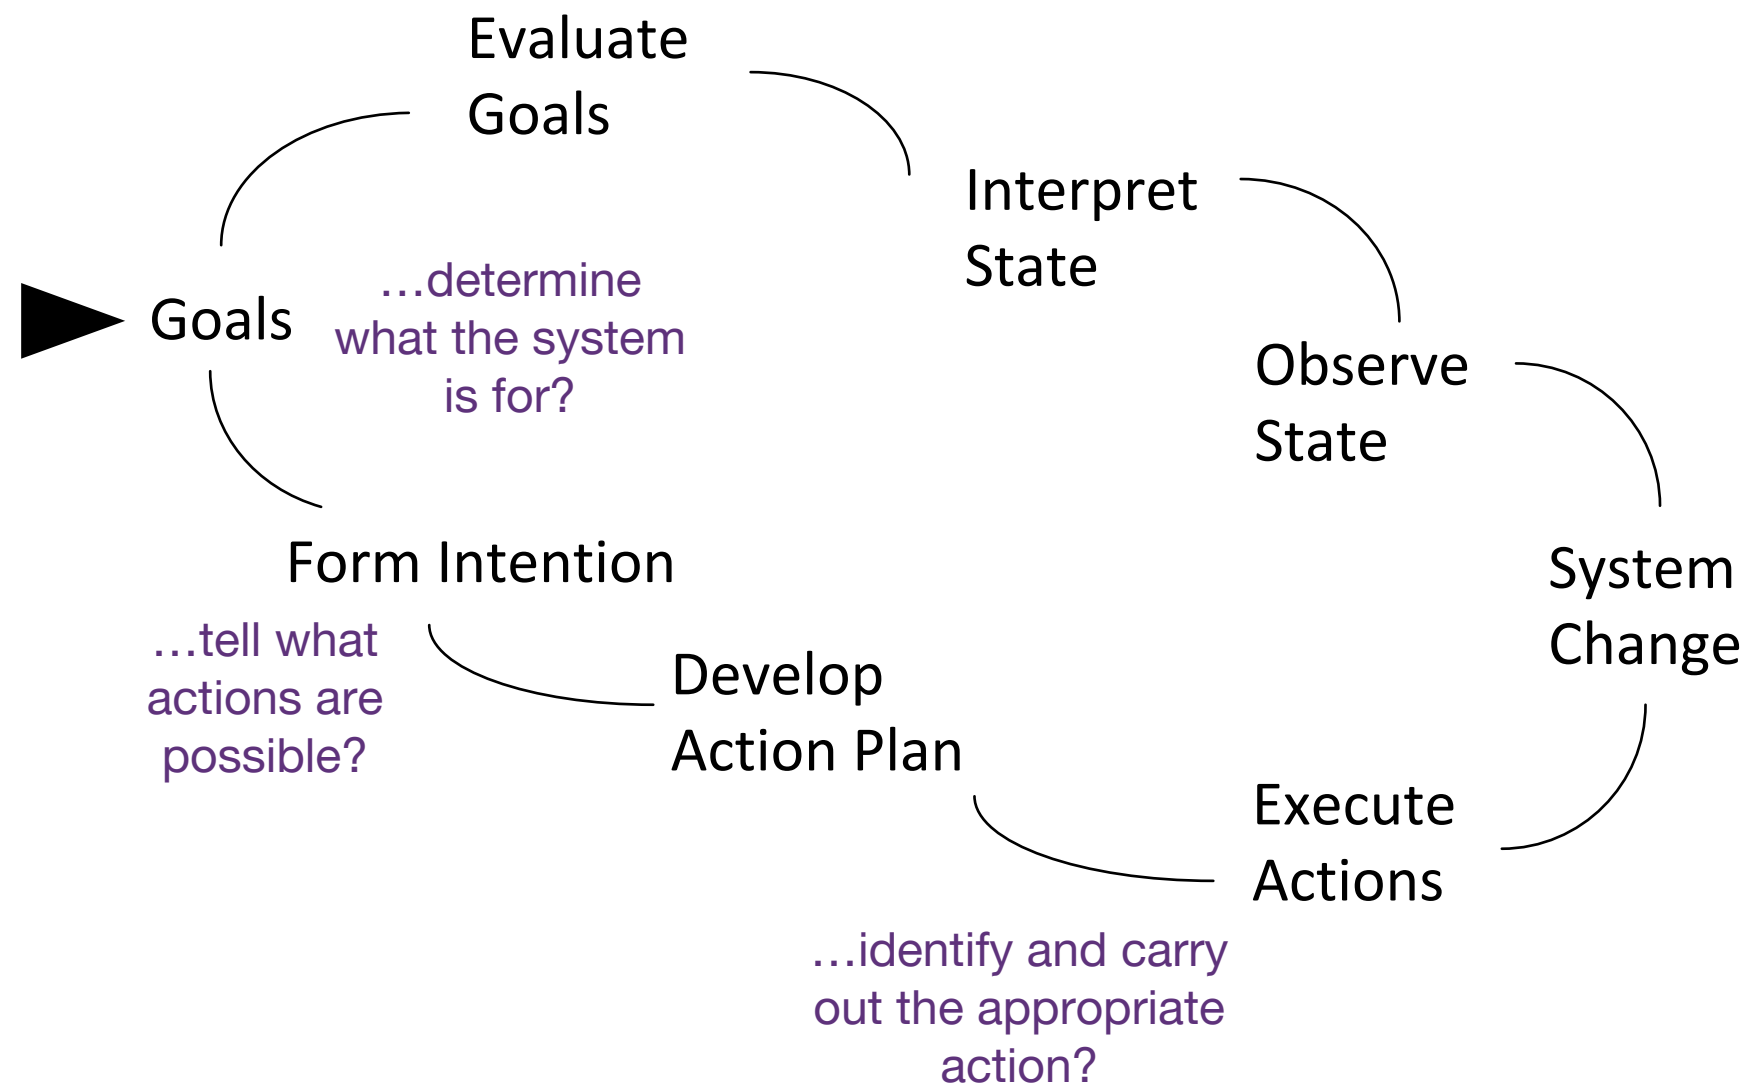 Evaluate
Goals
Interpret
State
Goals
…determine
what the system
is for?
Observe
State
Form Intention
System
Change
…tell what
actions are
possible?
Develop
Action Plan
Execute
Actions
…identify and carry
out the appropriate
action?